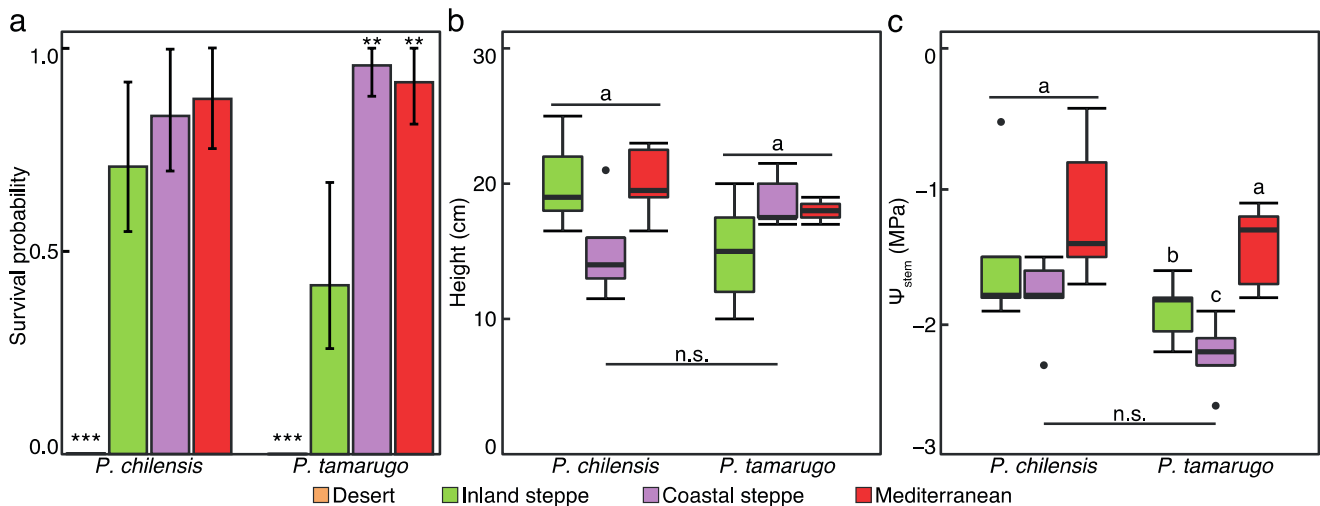 a
Survival probability
1.0
0.5
0.0
***
***
**
**
P. chilensis
P. tamarugo
b
Height (cm)
30
20
10
0
a
a
n.s.
P. chilensis
P. tamarugo
c
Ψstem (MPa)
0
−1
−2
−3
a
b
c
a
n.s.
P. chilensis
P. tamarugo
Desert
Inland steppe
Coastal steppe
Mediterranean